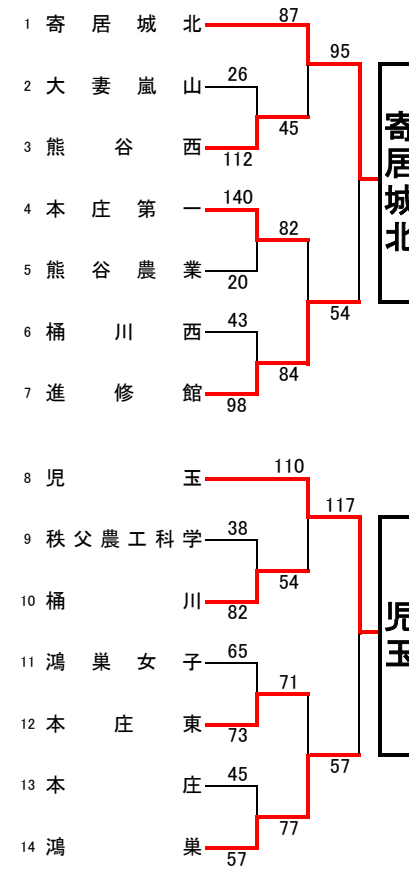 87
1 寄居城北
95
26
2 大妻嵐山
45
3 熊谷西
112
寄居城北
140
4 本庄第一
82
5 熊谷農業
20
54
43
6 桶川西
84
7 進修館
98
110
8 児玉
117
38
9 秩父農工科学
54
10 桶川
82
児玉
65
11 鴻巣女子
71
12 本庄東
73
57
45
13 本庄
77
14 鴻巣
57